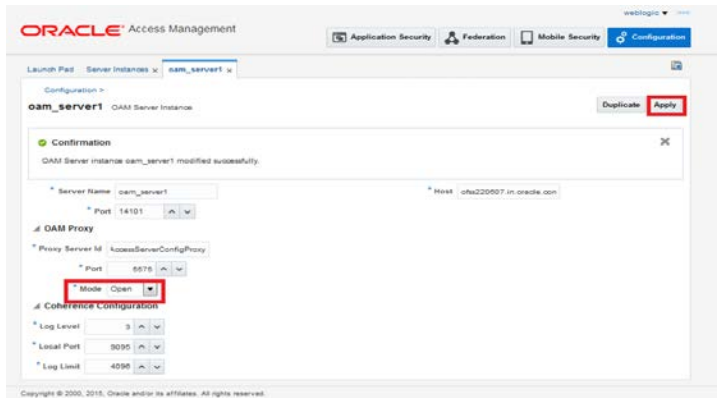 weblogic
ORACLE Access Management
Application Security
Federation
Mobile Security
Configuration
Launch Pad
Server Instances x
oam_server1 x
Configuration >
oam_server1 OAM Server Instance
Duplicate
Apply
Confirmation
OAM Server instance oam_server1 modified successfully.
* Server Name oam_server1
* Host ofss220607.in.oracle.com
* Port 14101
OAM Proxy
* Proxy Server Id AccessServerConfigProxy
* Port
* Mode Open
Coherence Configuration
* Log Level 3
* Local Port 9095
* Log Limit 4096
Copyright © 2000, 2015, Oracle and/or its affiliates. All rights reserved.